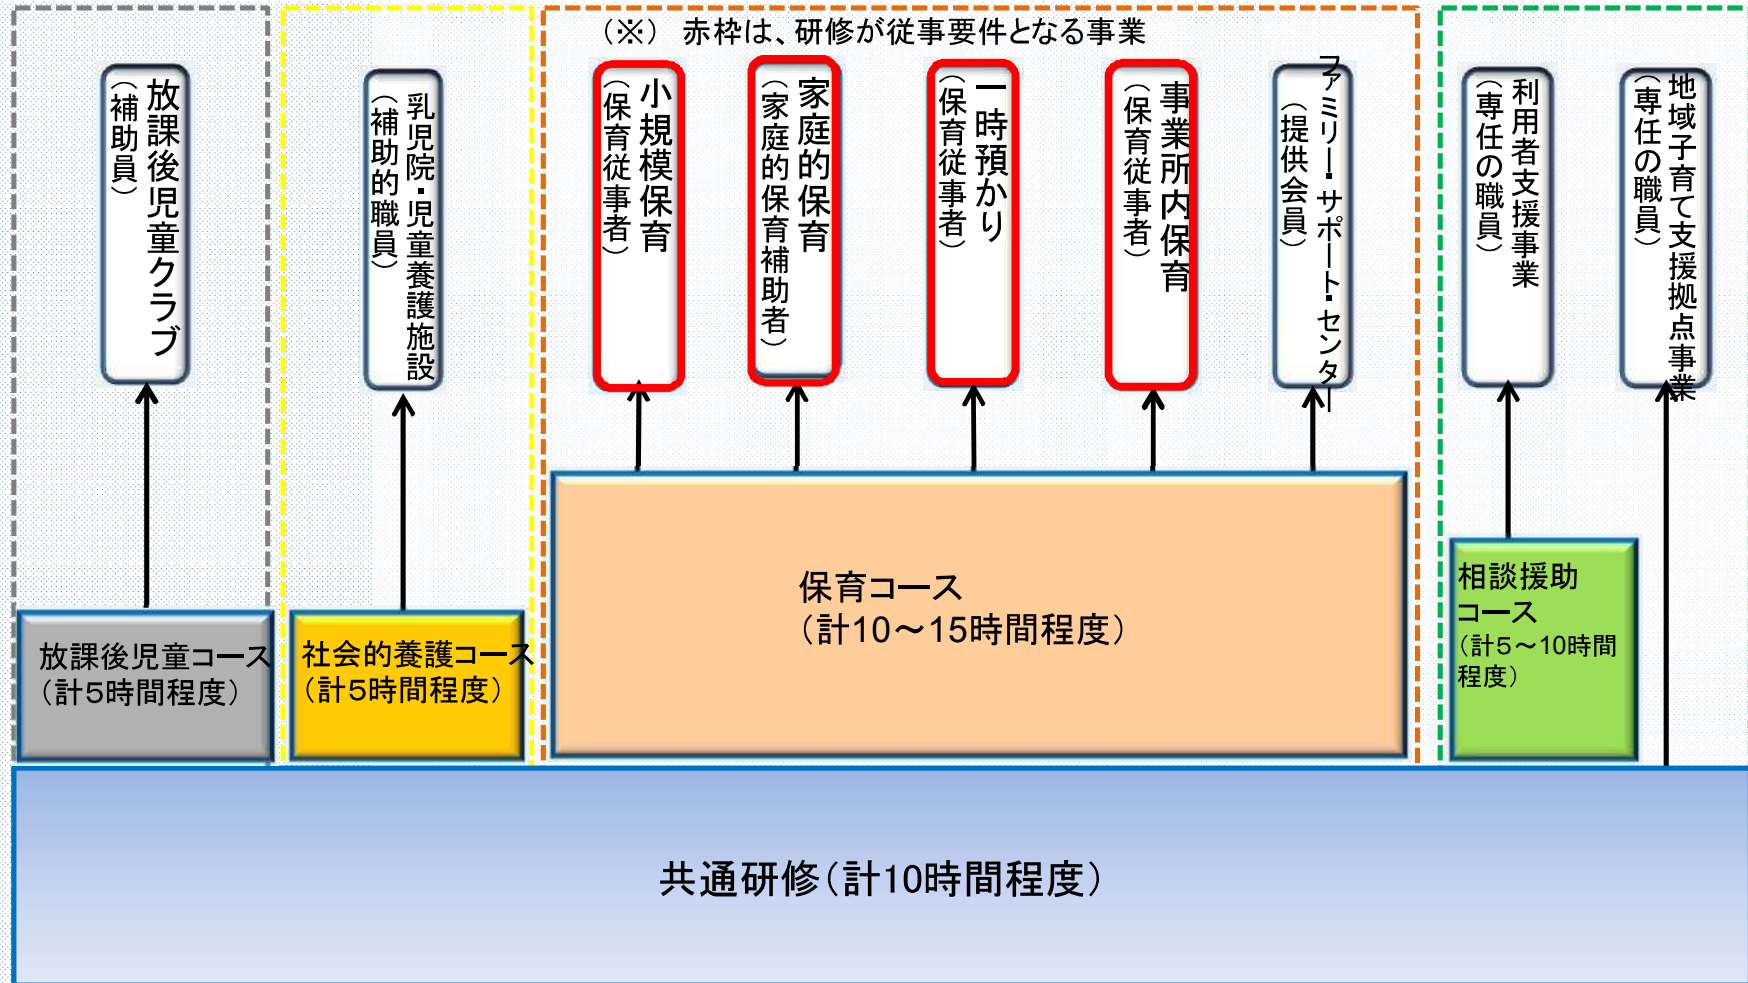 （※） 赤枠は、研修が従事要件となる事業
放課後児童クラブ
（補助員）
乳児院・児童養護施設
（補助的職員）
小規模保育
（保育従事者）
家庭的保育
（家庭的保育補助者）
一時預かり
（保育従事者）
事業所内保育
（保育従事者）
ファミリー・サポート・センター
（提供会員）
利用者支援事業
（専任の職員）
地域子育て支援拠点事業
（専任の職員）
放課後児童コース
（計５時間程度）
社会的養護コース
（計５時間程度）
保育コース
（計10～15時間程度）
相談援助
コース
（計５～10時間
程度）
共通研修（計10時間程度）